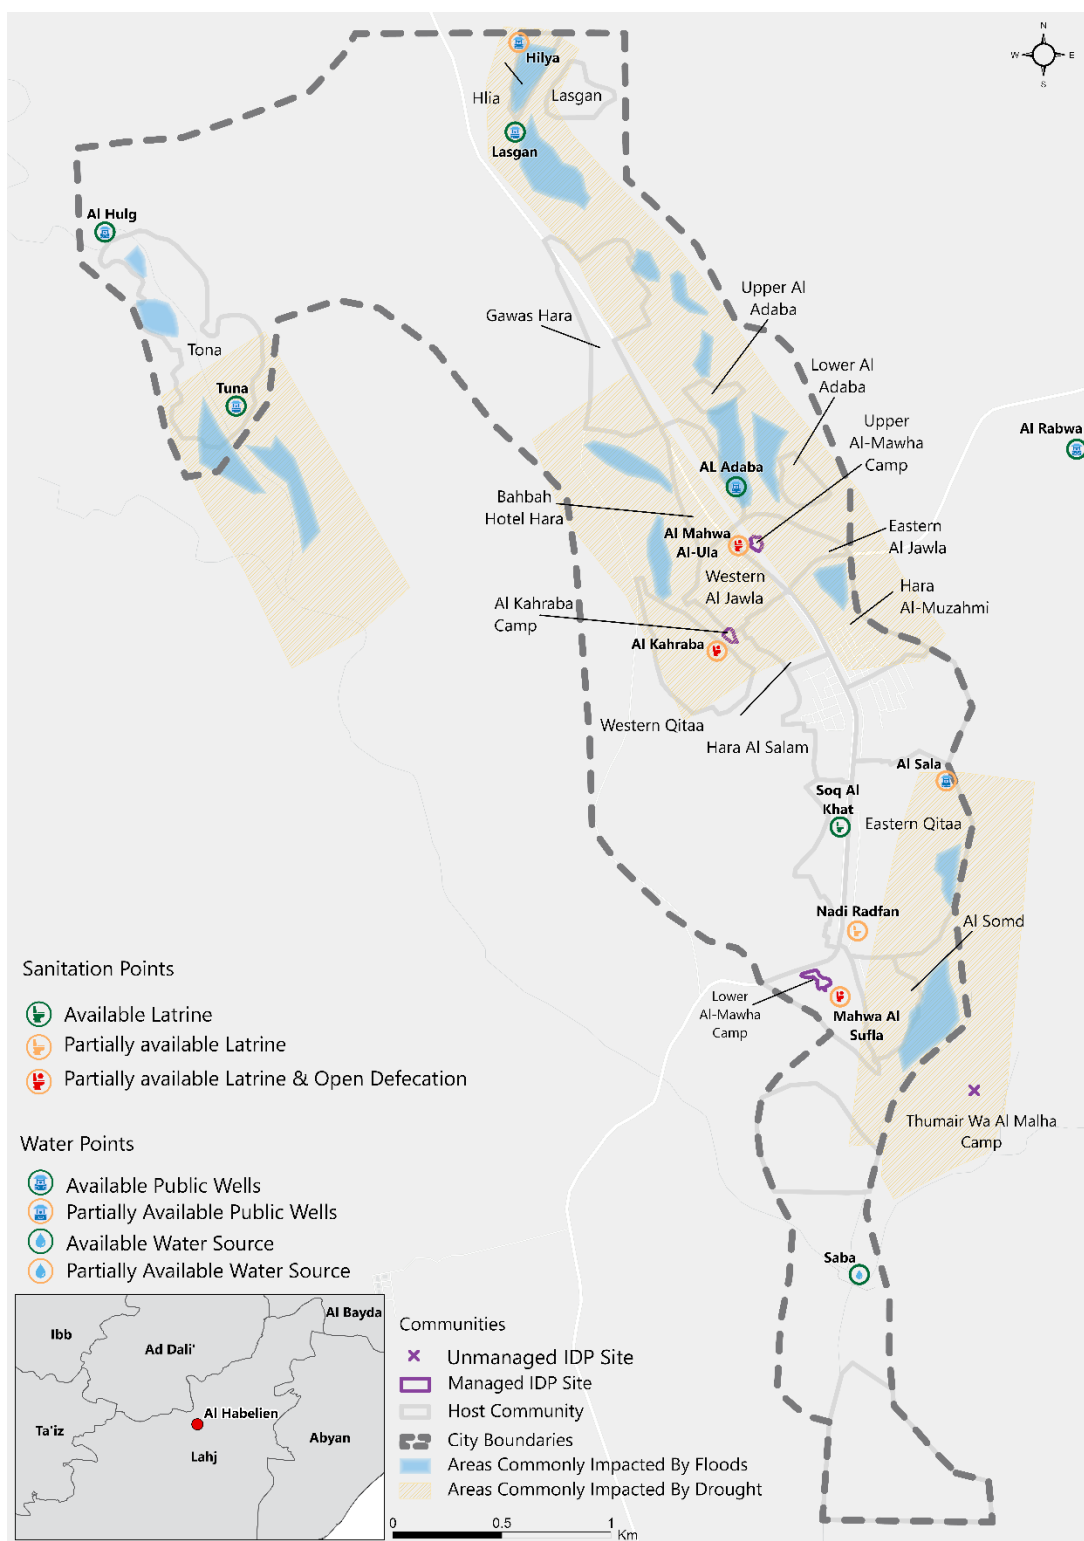 N
W
E
S
Hilya
Hlia
Lasgan
Lasgan
Al Hulg
Upper Al
Adaba
Gawas Hara
Tona
Lower Al
Adaba
Tuna
Upper
Al-Mawha
Camp
Al Rabwa
AL Adaba
Bahbah
Hotel Hara
Al Mahwa
Al-Ula
Eastern
Al Jawla
Western
Al Jawla
Hara
Al-Muzahmi
Al Kahraba
Camp
Al Kahraba
Western Qitaa
Hara Al Salam
Al Sala
Soq Al
Khat
Eastern Qitaa
Nadi Radfan
Al Somd
Lower
Al-Mawha
Camp
Mahwa Al
Sufla
Thumair Wa Al Malha
Camp
Saba
Sanitation Points
Available Latrine
Partially available Latrine
Partially available Latrine & Open Defecation
Water Points
Available Public Wells
Partially Available Public Wells
Available Water Source
Partially Available Water Source
Al Bayda
Ibb
Ad Dali'
Al Habelien
Ta'iz
Abyan
Lahj
Communities
Unmanaged IDP Site
Managed IDP Site
Host Community
City Boundaries
Areas Commonly Impacted By Floods
Areas Commonly Impacted By Drought
0 0.5 1
Km